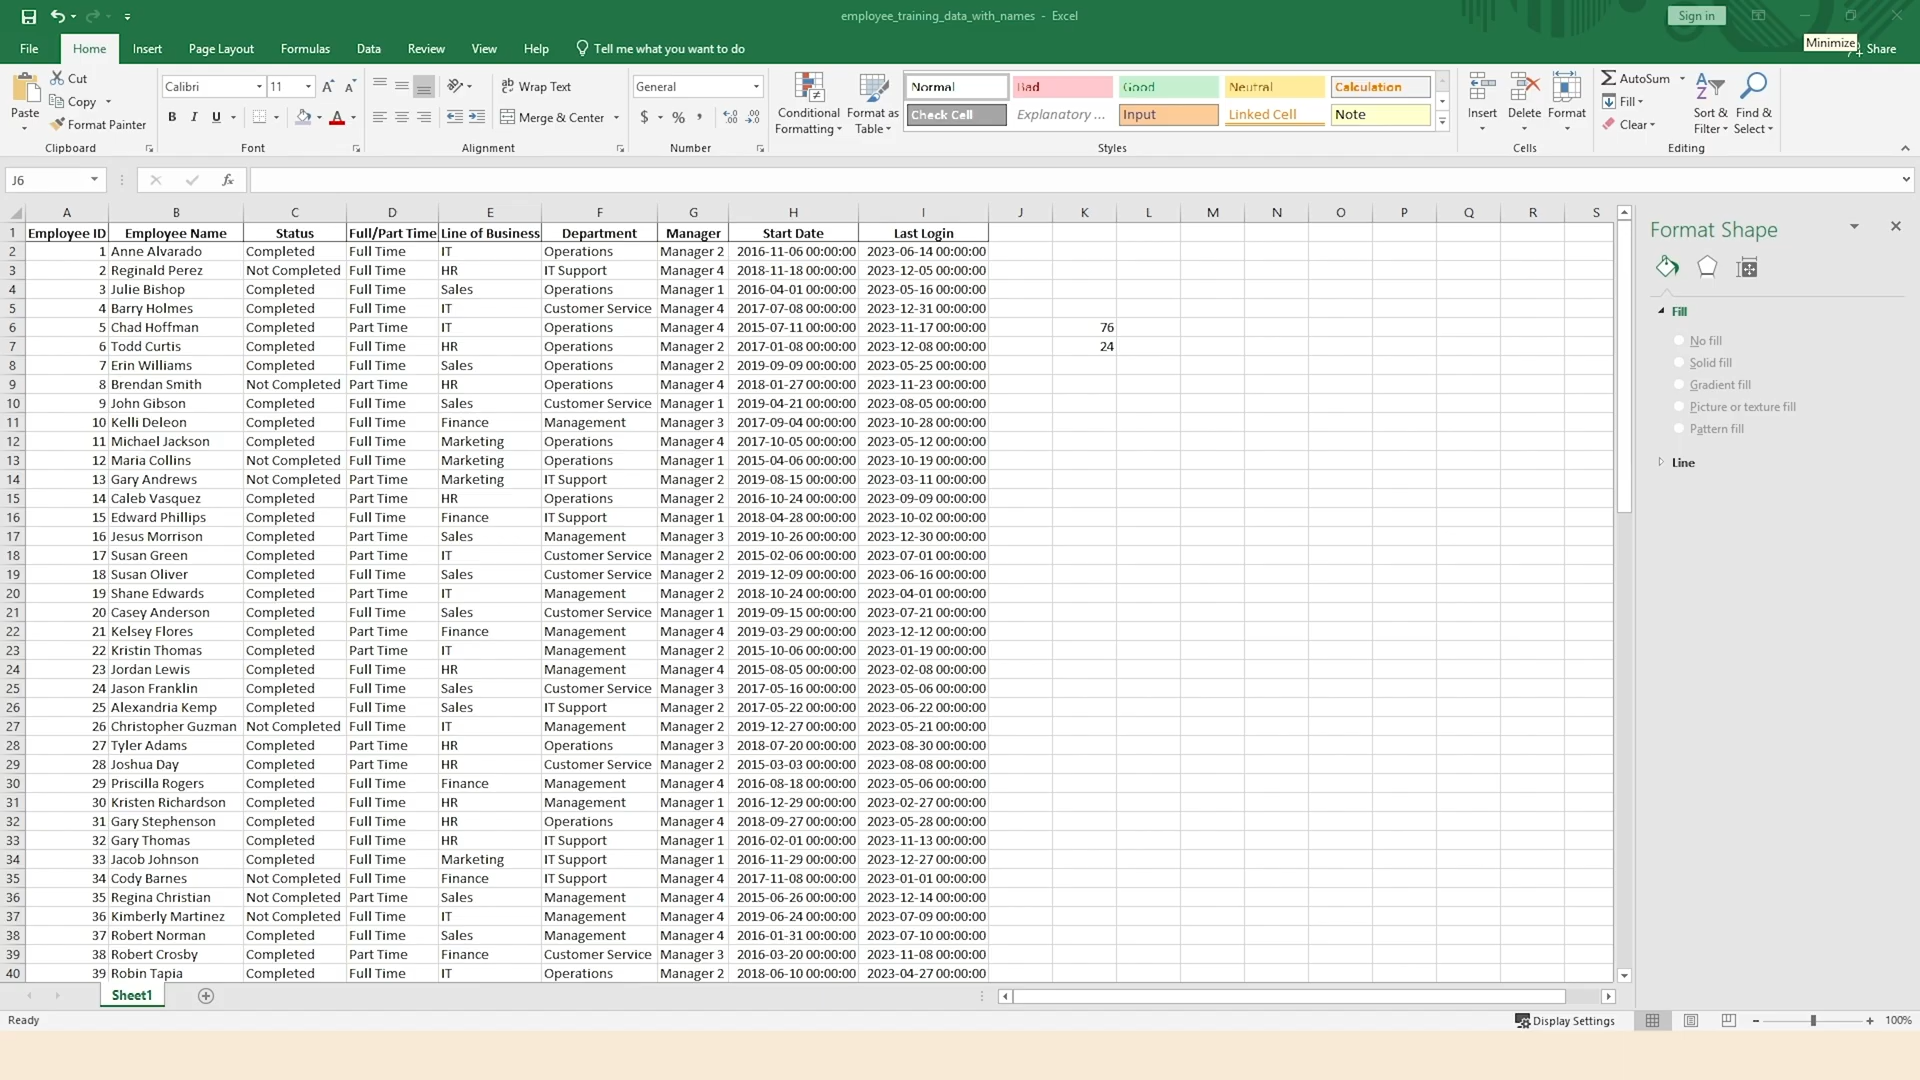 employee_training_data_with_names - Excel
Sign in
Minimize
File Home Insert Page Layout Formulas Data Review View Help Tell me what you want to do Share
Paste
Cut
Copy
Format Painter
Clipboard
Calibri 11
B I U
Font
Wrap Text
Merge & Center
Alignment
General
$ % ,
Number
Conditional Formatting
Format as Table
Normal Bad Good Neutral Calculation
Check Cell Explanatory ... Input Linked Cell Note
Styles
Insert Delete Format
Cells
AutoSum
Fill
Clear
Sort & Filter
Find & Select
Editing
J6 fx
A B C D E F G H I J K L M N O P Q R S
1 Employee ID Employee Name Status Full/Part Time Line of Business Department Manager Start Date Last Login
2 1 Anne Alvarado Completed Full Time IT Operations Manager 2 2016-11-06 00:00:00 2023-06-14 00:00:00
3 2 Reginald Perez Not Completed Full Time HR IT Support Manager 4 2018-11-18 00:00:00 2023-12-05 00:00:00
4 3 Julie Bishop Completed Full Time Sales Operations Manager 1 2016-04-01 00:00:00 2023-05-16 00:00:00
5 4 Barry Holmes Completed Full Time IT Customer Service Manager 4 2017-07-08 00:00:00 2023-12-31 00:00:00
6 5 Chad Hoffman Completed Part Time IT Operations Manager 4 2015-07-11 00:00:00 2023-11-17 00:00:00 76
7 6 Todd Curtis Completed Full Time HR Operations Manager 2 2017-01-08 00:00:00 2023-12-08 00:00:00 24
8 7 Erin Williams Completed Full Time Sales Operations Manager 2 2019-09-09 00:00:00 2023-05-25 00:00:00
9 8 Brendan Smith Not Completed Part Time HR Operations Manager 4 2018-01-27 00:00:00 2023-11-23 00:00:00
10 9 John Gibson Completed Full Time Sales Customer Service Manager 1 2019-04-21 00:00:00 2023-08-05 00:00:00
11 10 Kelli Deleon Completed Full Time Finance Management Manager 3 2017-09-04 00:00:00 2023-10-28 00:00:00
12 11 Michael Jackson Completed Full Time Marketing Operations Manager 4 2017-10-05 00:00:00 2023-05-12 00:00:00
13 12 Maria Collins Not Completed Full Time Marketing Operations Manager 1 2015-04-06 00:00:00 2023-10-19 00:00:00
14 13 Gary Andrews Not Completed Part Time Marketing IT Support Manager 2 2019-08-15 00:00:00 2023-03-11 00:00:00
15 14 Caleb Vasquez Completed Part Time HR Operations Manager 2 2016-10-24 00:00:00 2023-09-09 00:00:00
16 15 Edward Phillips Completed Full Time Finance IT Support Manager 1 2018-04-28 00:00:00 2023-10-02 00:00:00
17 16 Jesus Morrison Completed Part Time Sales Management Manager 3 2019-10-26 00:00:00 2023-12-30 00:00:00
18 17 Susan Green Completed Part Time IT Customer Service Manager 2 2015-02-06 00:00:00 2023-07-01 00:00:00
19 18 Susan Oliver Completed Full Time Sales Customer Service Manager 2 2019-12-09 00:00:00 2023-06-16 00:00:00
20 19 Shane Edwards Completed Part Time IT Management Manager 2 2018-10-24 00:00:00 2023-04-01 00:00:00
21 20 Casey Anderson Completed Full Time Sales Customer Service Manager 1 2019-09-15 00:00:00 2023-07-21 00:00:00
22 21 Kelsey Flores Completed Part Time Finance Management Manager 4 2019-03-29 00:00:00 2023-12-12 00:00:00
23 22 Kristin Thomas Completed Part Time IT Management Manager 2 2015-10-06 00:00:00 2023-01-19 00:00:00
24 23 Jordan Lewis Completed Full Time HR Management Manager 4 2015-08-05 00:00:00 2023-02-08 00:00:00
25 24 Jason Franklin Completed Full Time Sales Customer Service Manager 3 2017-05-16 00:00:00 2023-05-06 00:00:00
26 25 Alexandria Kemp Completed Full Time Sales IT Support Manager 2 2017-05-22 00:00:00 2023-06-22 00:00:00
27 26 Christopher Guzman Not Completed Full Time IT Management Manager 2 2019-12-27 00:00:00 2023-05-21 00:00:00
28 27 Tyler Adams Completed Part Time HR Operations Manager 3 2018-07-20 00:00:00 2023-08-30 00:00:00
29 28 Joshua Day Completed Part Time HR Customer Service Manager 2 2015-03-03 00:00:00 2023-08-08 00:00:00
30 29 Priscilla Rogers Completed Full Time Finance Management Manager 4 2016-08-18 00:00:00 2023-05-06 00:00:00
31 30 Kristen Richardson Completed Full Time HR Management Manager 1 2016-12-29 00:00:00 2023-02-27 00:00:00
32 31 Gary Stephenson Completed Full Time HR Operations Manager 4 2018-09-27 00:00:00 2023-05-28 00:00:00
33 32 Gary Thomas Completed Full Time HR IT Support Manager 1 2016-02-01 00:00:00 2023-11-13 00:00:00
34 33 Jacob Johnson Completed Full Time Marketing IT Support Manager 1 2016-11-29 00:00:00 2023-12-27 00:00:00
35 34 Cody Barnes Not Completed Full Time Finance IT Support Manager 4 2017-11-08 00:00:00 2023-01-01 00:00:00
36 35 Regina Christian Not Completed Part Time Sales Management Manager 4 2015-06-26 00:00:00 2023-12-14 00:00:00
37 36 Kimberly Martinez Not Completed Full Time IT Management Manager 4 2019-06-24 00:00:00 2023-07-09 00:00:00
38 37 Robert Norman Completed Full Time Sales Management Manager 4 2016-01-31 00:00:00 2023-07-10 00:00:00
39 38 Robert Crosby Completed Part Time Finance Customer Service Manager 3 2016-03-20 00:00:00 2023-11-08 00:00:00
40 39 Robin Tapia Completed Full Time IT Operations Manager 2 2018-06-10 00:00:00 2023-04-27 00:00:00
Format Shape
Fill
No fill
Solid fill
Gradient fill
Picture or texture fill
Pattern fill
Line
Sheet1
Ready
Display Settings
100%